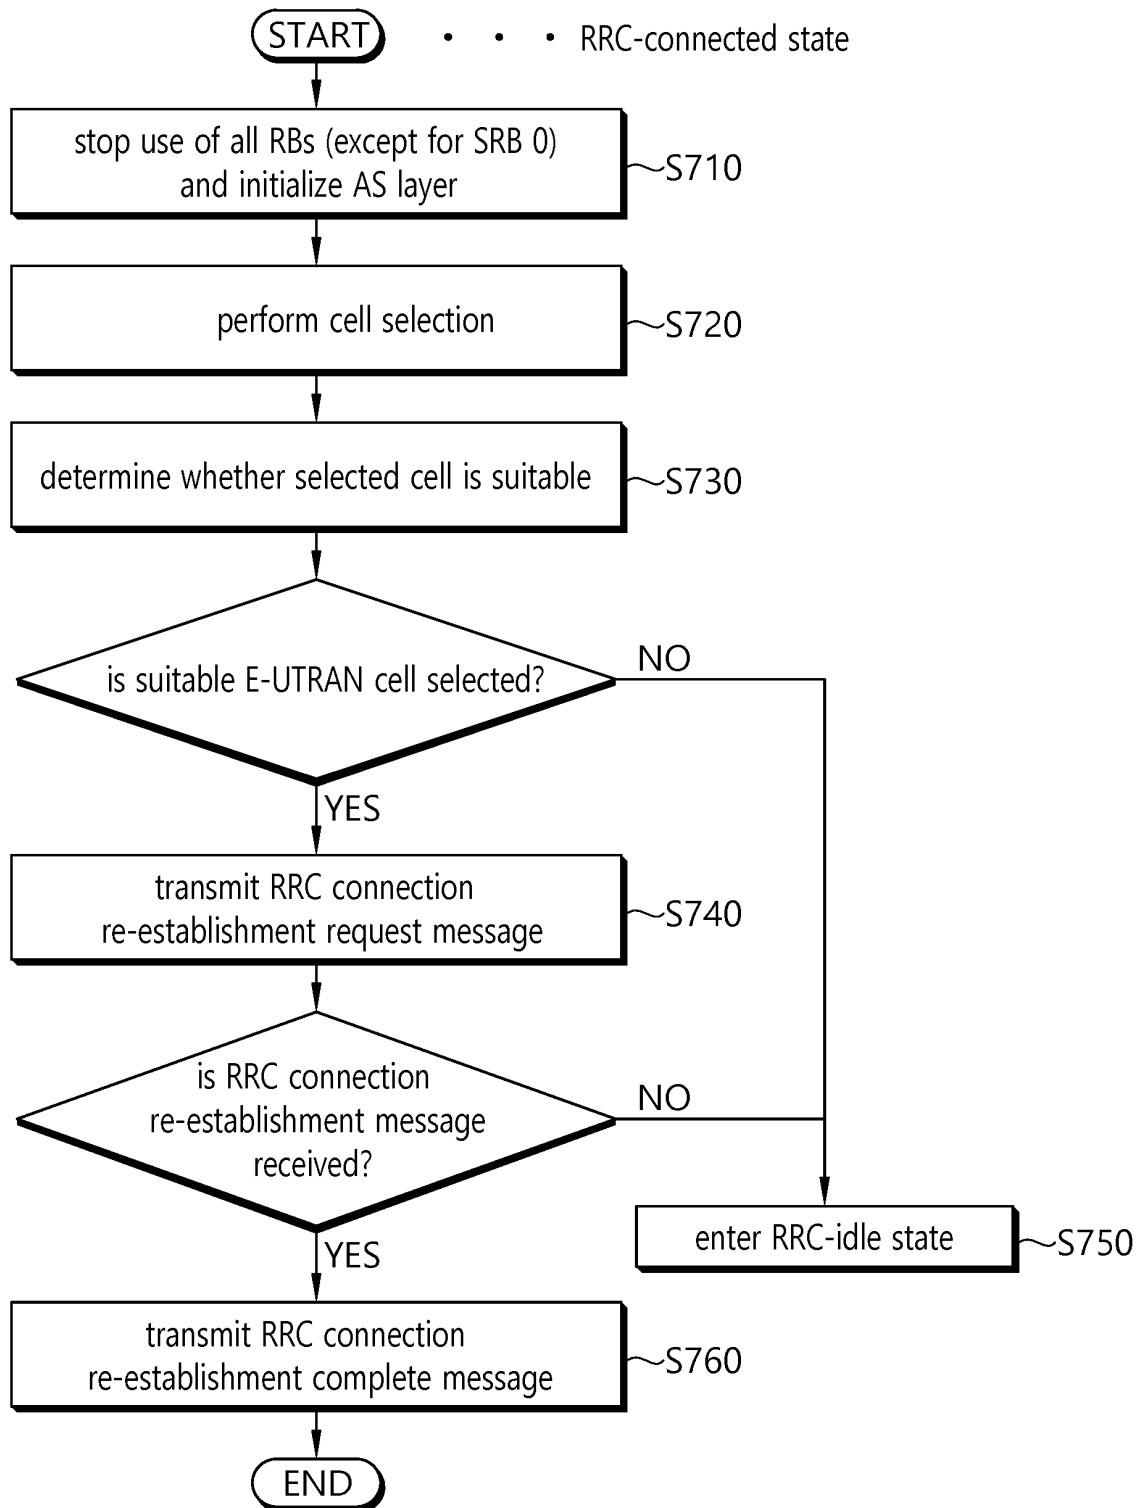 START
· · · RRC-connected state
stop use of all RBs (except for SRB 0)
and initialize AS layer
S710
perform cell selection
S720
determine whether selected cell is suitable
S730
is suitable E-UTRAN cell selected?
NO
YES
transmit RRC connection
re-establishment request message
S740
is RRC connection
re-establishment message
received?
NO
YES
enter RRC-idle state
S750
transmit RRC connection
re-establishment complete message
S760
END